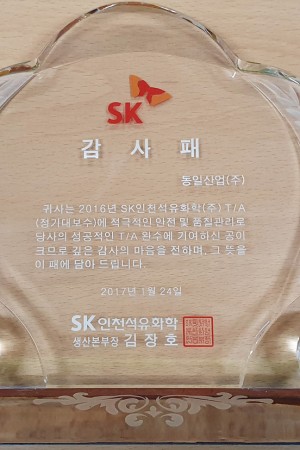 SK
감 사 패
동일산업(주)
귀사는 2016년 SK인천석유화학(주) T/A
(정기대보수)에 적극적인 안전 및 품질관리로
당사의 성공적인 T/A 완수에 기여하신 공이
크므로 깊은 감사의 마음을 전하며, 그 뜻을
이 패에 담아 드립니다.
2017년 1월 24일
SK 인천석유화학
생산본부장 김 장 호